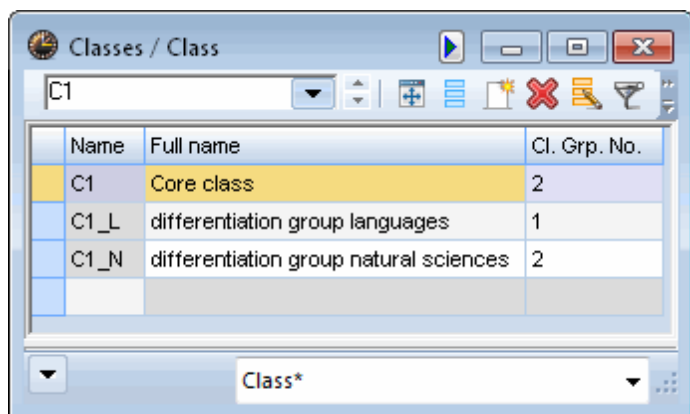 Classes / Class
C1
Name Full name Cl. Grp. No.
C1 Core class 2
C1_L differentiation group languages 1
C1_N differentiation group natural sciences 2
Class*